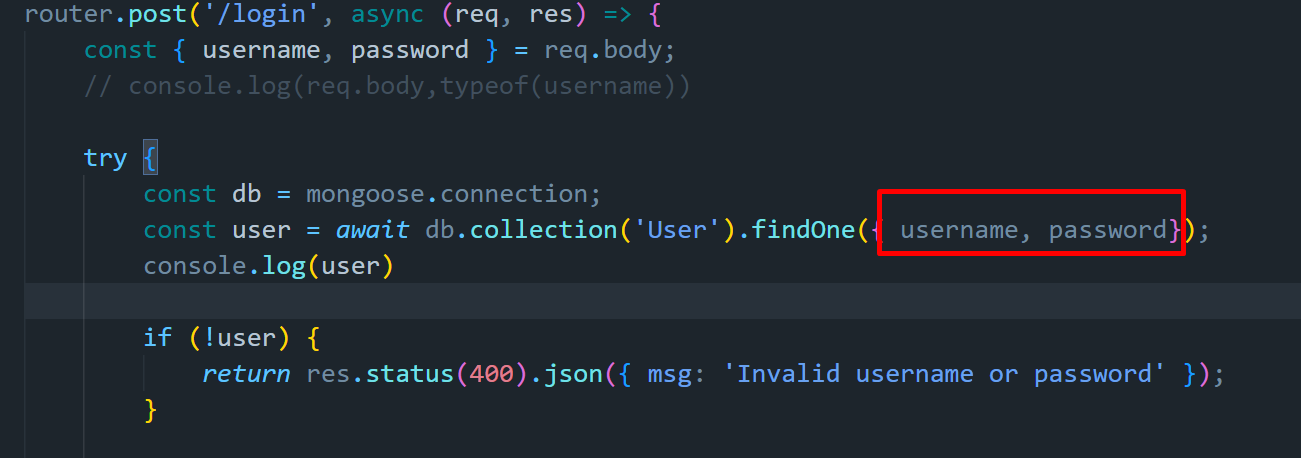 router.post('/login', async (req, res) => {
const { username, password } = req.body;
// console.log(req.body,typeof(username))
try {
const db = mongoose.connection;
const user = await db.collection('User').findOne({ username, password});
console.log(user)
if (!user) {
return res.status(400).json({ msg: 'Invalid username or password' });
}